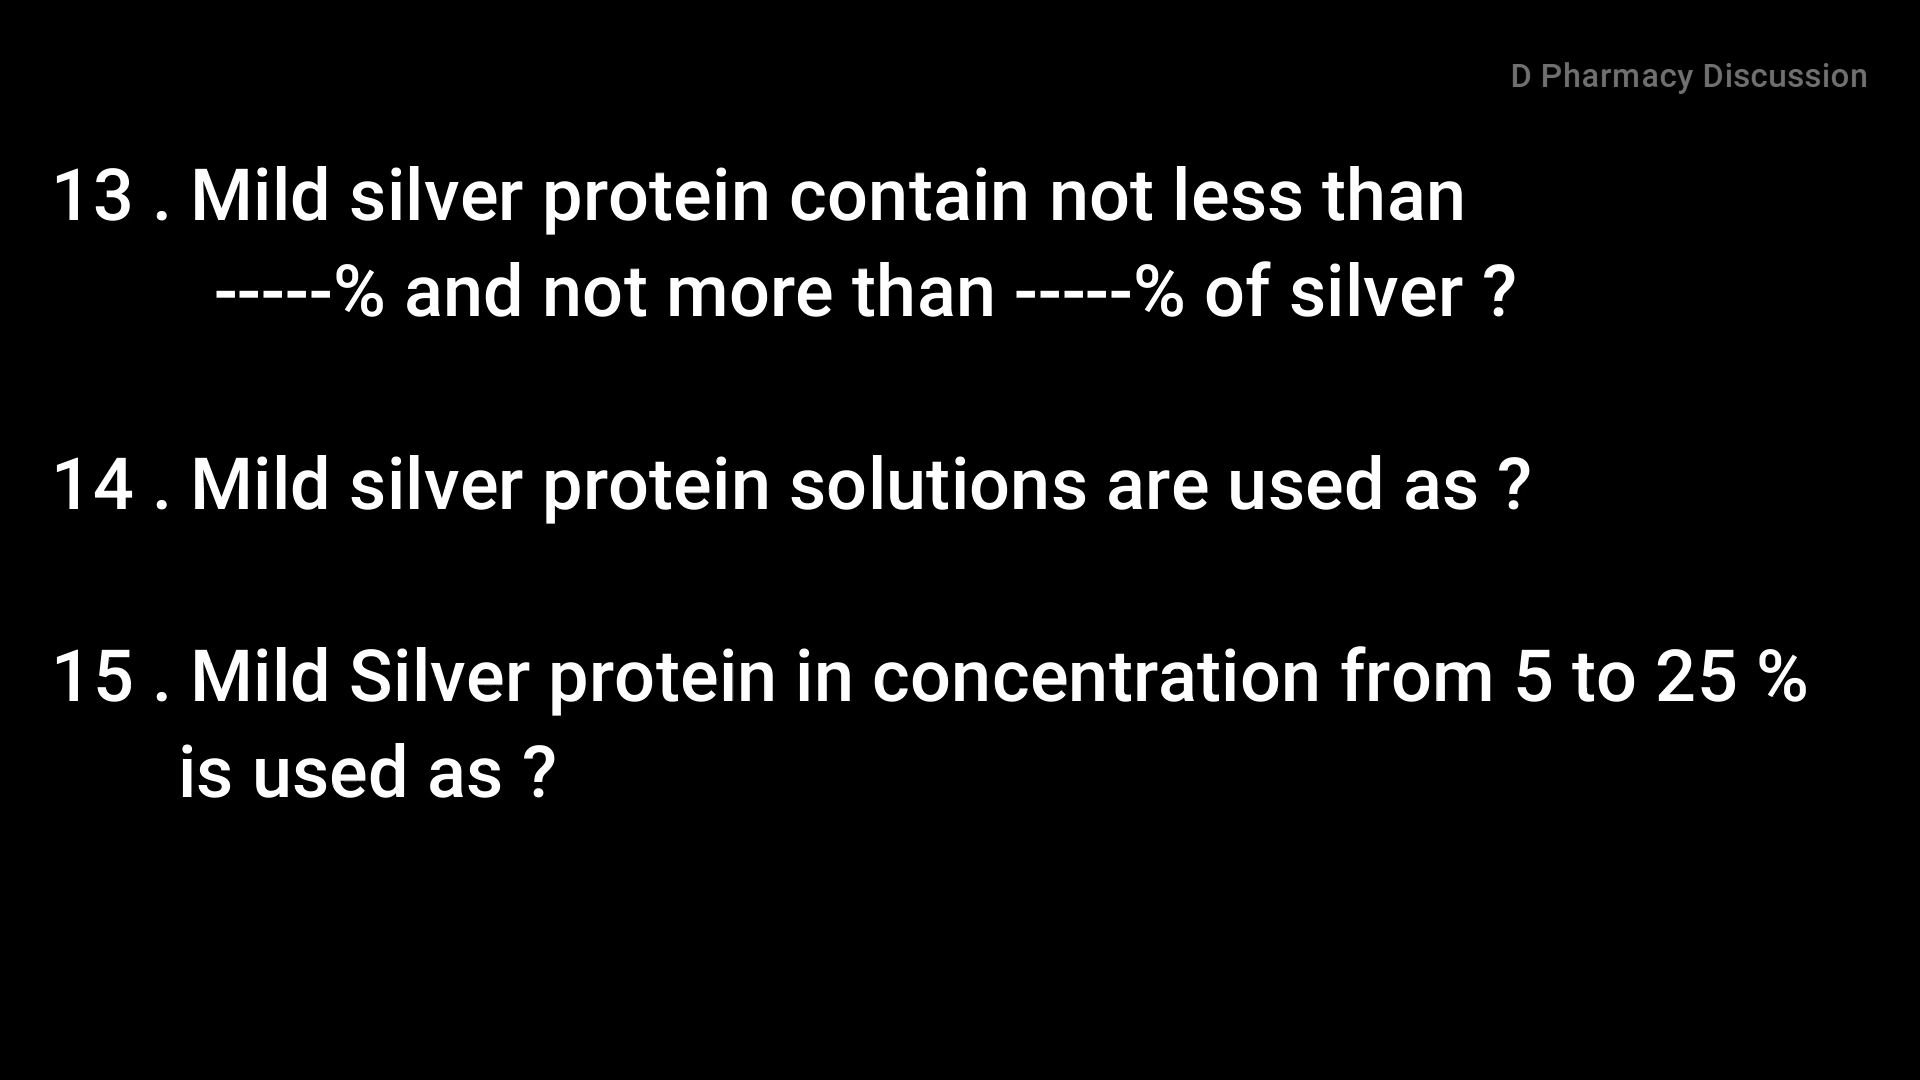 D Pharmacy Discussion
13 . Mild silver protein contain not less than
-----% and not more than -----% of silver ?
14 . Mild silver protein solutions are used as ?
15 . Mild Silver protein in concentration from 5 to 25 %
is used as ?